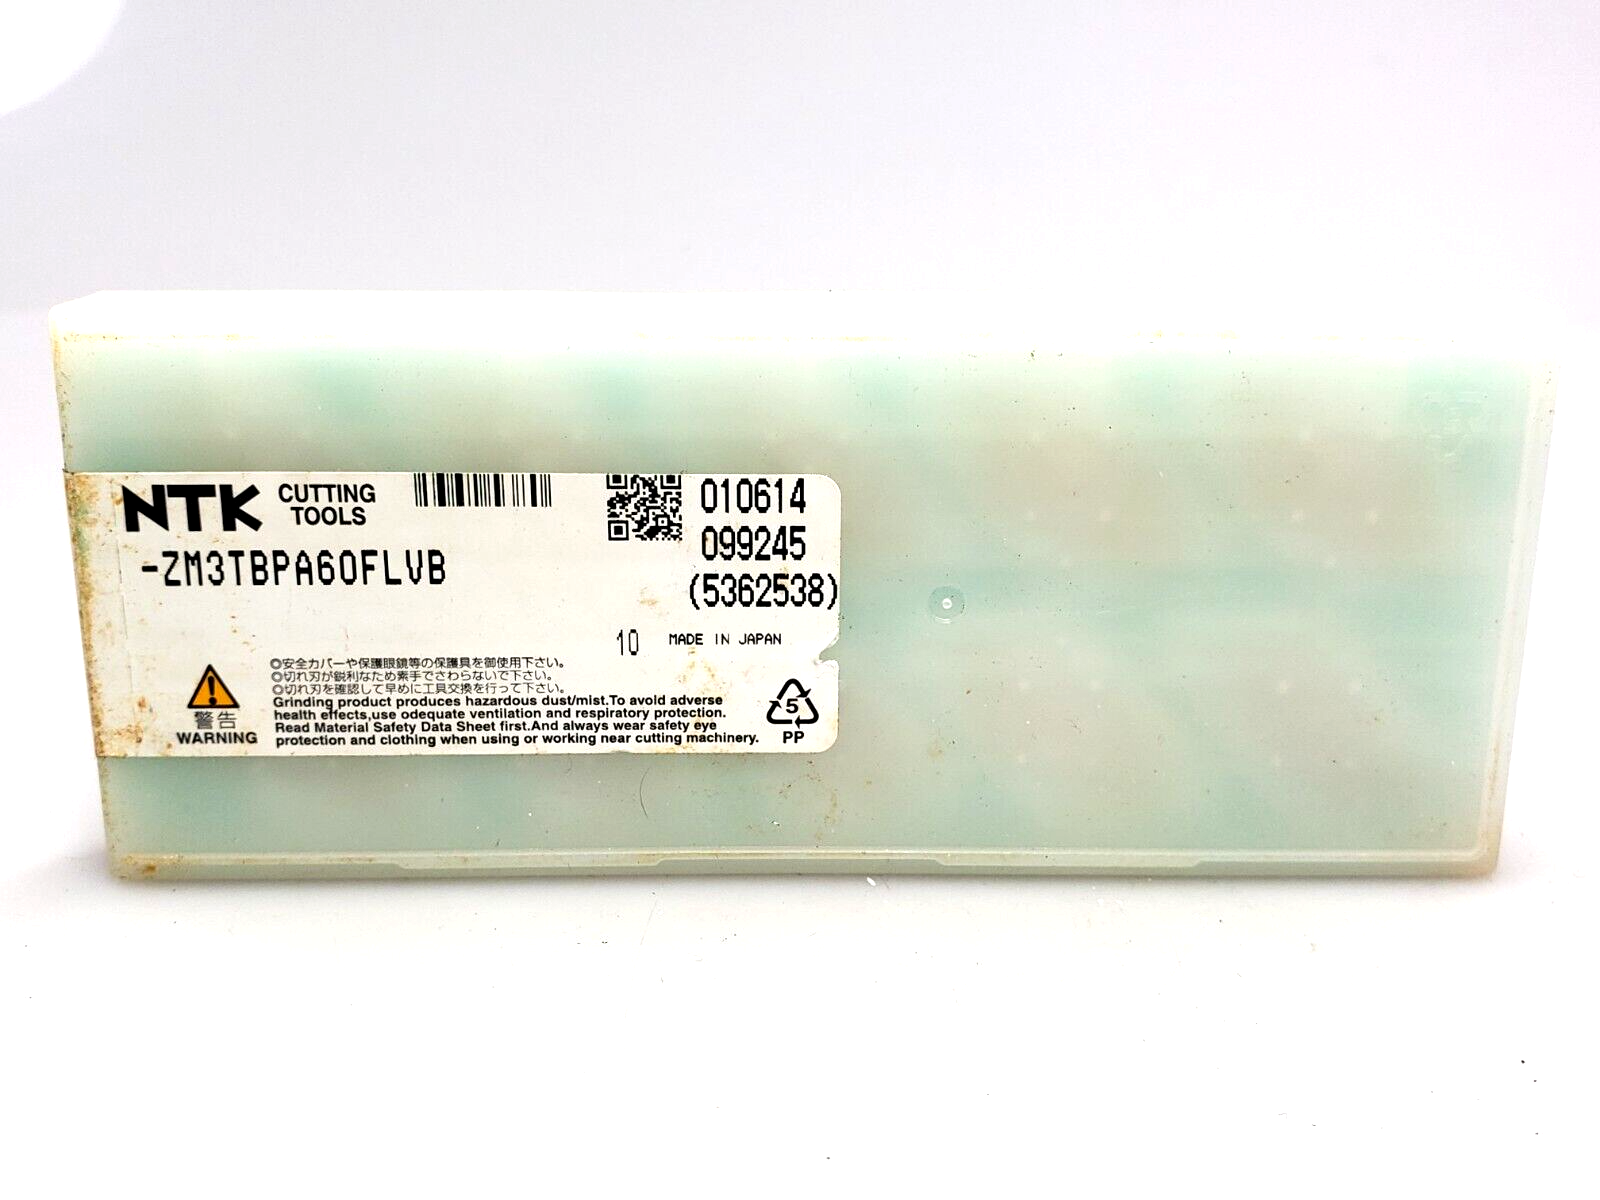 NTK CUTTING TOOLS
010614
099245
-ZM3TBPA60FLVB
(5362538)
10 MADE IN JAPAN
◎安全カバーや保護眼鏡等の保護具を御使用下さい。
◎切れ刃が鋭利なため素手でさわらないで下さい。
◎切れ刃を確認して早めに工具交換を行って下さい。
Grinding product produces hazardous dust/mist.To avoid adverse
health effects,use odequate ventilation and respiratory protection.
Read Material Safety Data Sheet first.And always wear safety eye
protection and clothing when using or working near cutting machinery.
警告
WARNING
5
PP